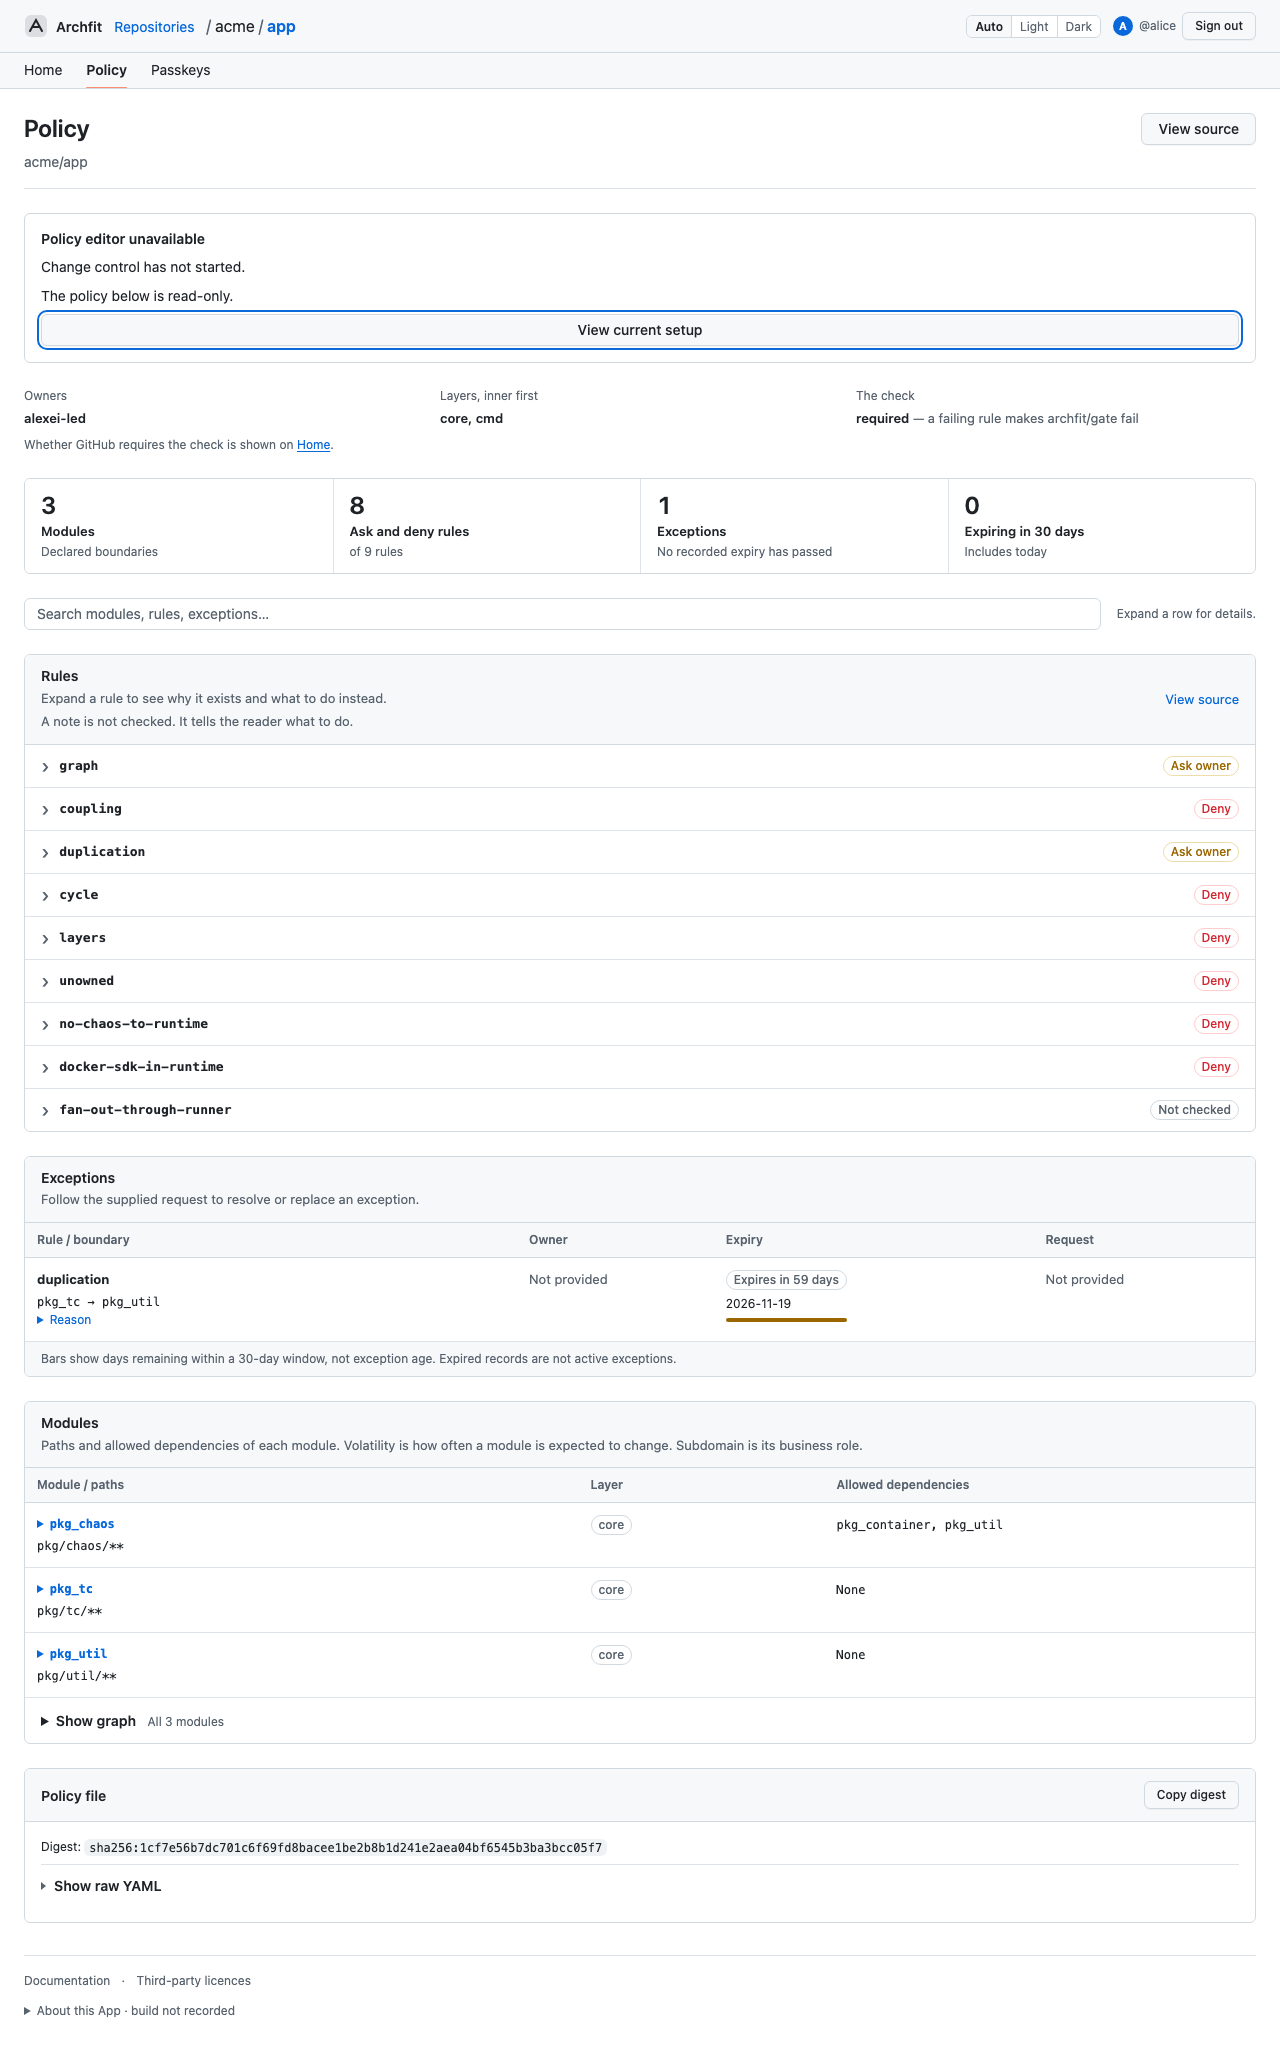 Archfit Repositories / acme / app Auto Light Dark A @alice Sign out
Home Policy Passkeys
Policy View source
acme/app
Policy editor unavailable
Change control has not started.
The policy below is read-only.
View current setup
Owners Layers, inner first The check
alexei-led core, cmd required — a failing rule makes archfit/gate fail
Whether GitHub requires the check is shown on Home.
3 8 1 0
Modules Ask and deny rules Exceptions Expiring in 30 days
Declared boundaries of 9 rules No recorded expiry has passed Includes today
Search modules, rules, exceptions... Expand a row for details.
Rules
Expand a rule to see why it exists and what to do instead. View source
A note is not checked. It tells the reader what to do.
graph Ask owner
coupling Deny
duplication Ask owner
cycle Deny
layers Deny
unowned Deny
no-chaos-to-runtime Deny
docker-sdk-in-runtime Deny
fan-out-through-runner Not checked
Exceptions
Follow the supplied request to resolve or replace an exception.
Rule / boundary Owner Expiry Request
duplication Not provided Expires in 59 days Not provided
pkg_tc → pkg_util 2026-11-19
Reason
Bars show days remaining within a 30-day window, not exception age. Expired records are not active exceptions.
Modules
Paths and allowed dependencies of each module. Volatility is how often a module is expected to change. Subdomain is its business role.
Module / paths Layer Allowed dependencies
pkg_chaos core pkg_container, pkg_util
pkg/chaos/**
pkg_tc core None
pkg/tc/**
pkg_util core None
pkg/util/**
Show graph All 3 modules
Policy file Copy digest
Digest: sha256:1cf7e56b7dc701c6f69fd8bacee1be2b8b1d241e2aea04bf6545b3ba3bcc05f7
Show raw YAML
Documentation · Third-party licences
About this App · build not recorded